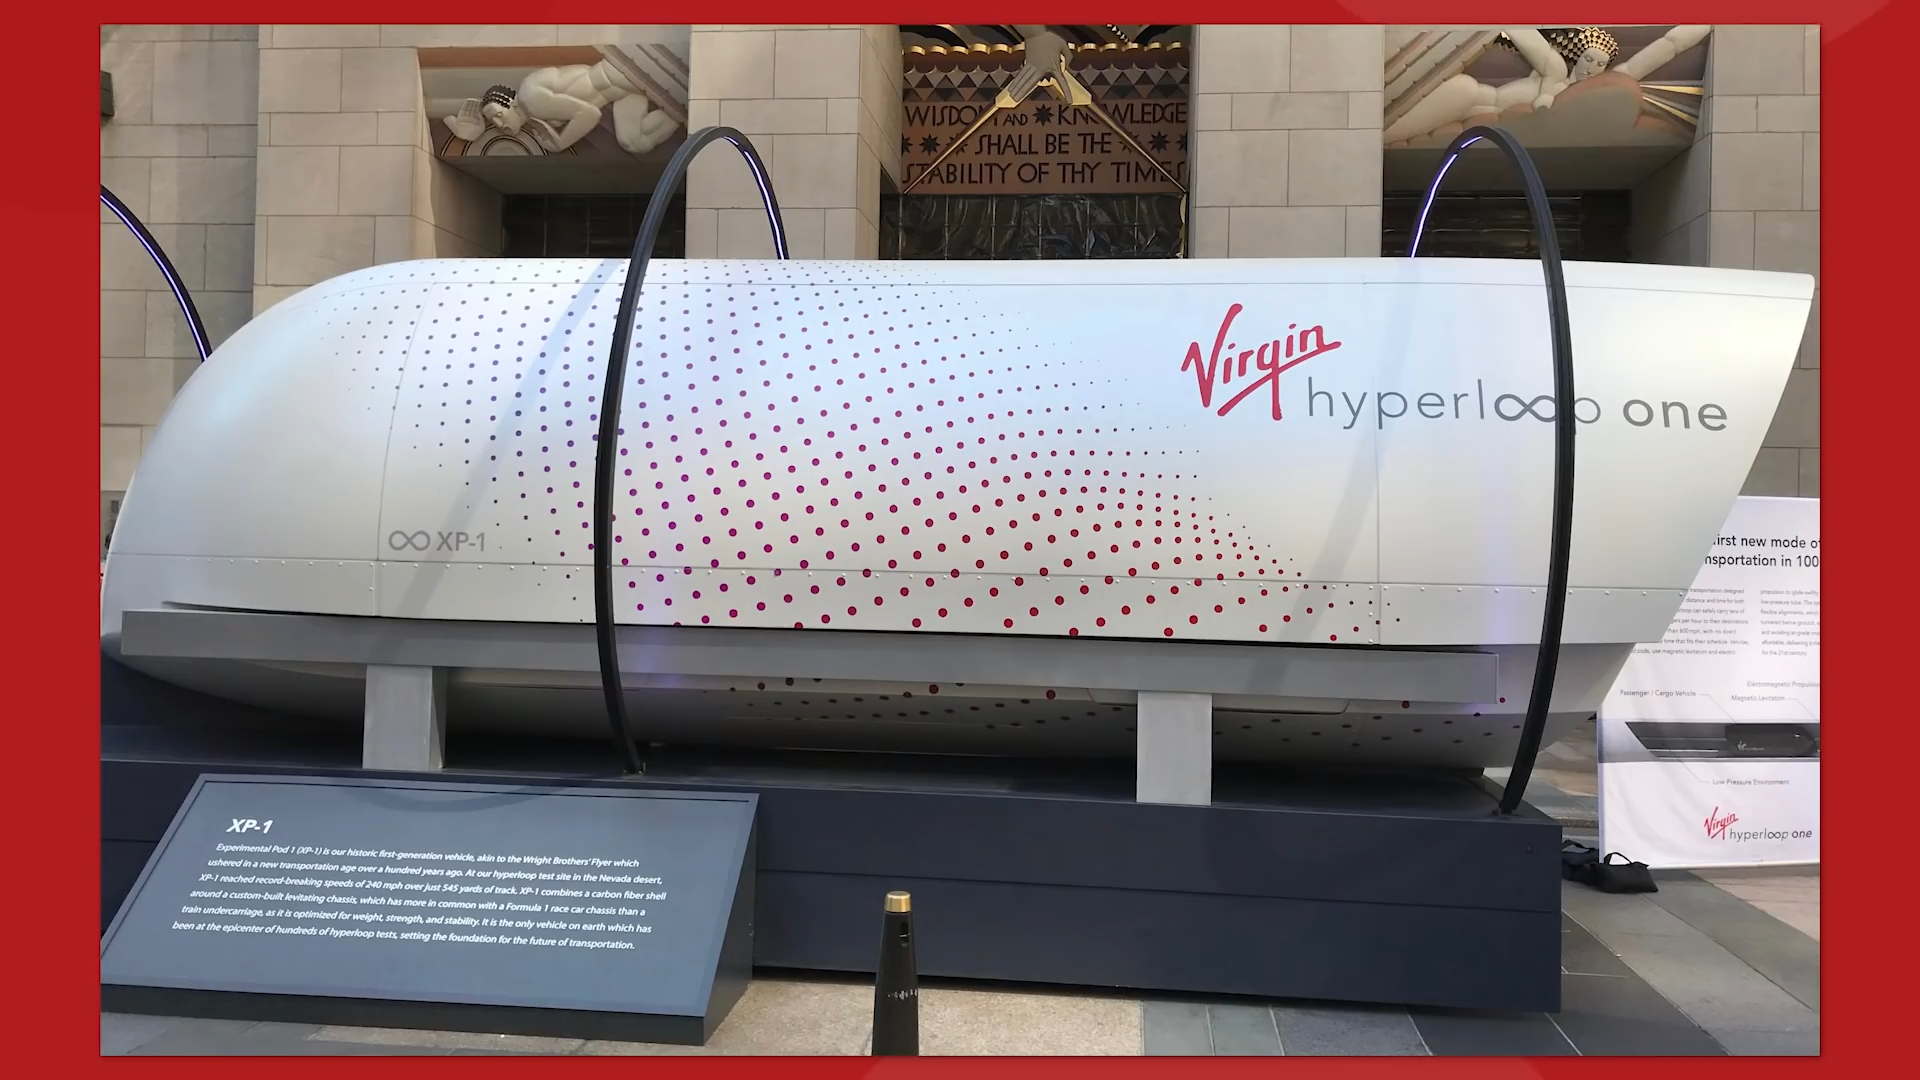 WISDOM AND KNOWLEDGE
SHALL BE THE
STABILITY OF THY TIMES
Virgin
hyperloop one
∞ XP-1
first new mode of
nsportation in 100
Passenger / Cargo Vehicle
Electromagnetic Propulsion
Magnetic Levitation
Low Pressure Environment
Virgin
hyperloop one
XP-1
Experimental Pod 1 (XP-1) is our historic first-generation vehicle, akin to the Wright Brothers' Flyer which
ushered in a new transportation age over a hundred years ago. At our hyperloop test site in the Nevada desert,
XP-1 reached record-breaking speeds of 240 mph over just 545 yards of track. XP-1 combines a carbon fiber shell
around a custom-built levitating chassis, which has more in common with a Formula 1 race car chassis than a
train undercarriage, as it is optimized for weight, strength, and stability. It is the only vehicle on earth which has
been at the epicenter of hundreds of hyperloop tests, setting the foundation for the future of transportation.